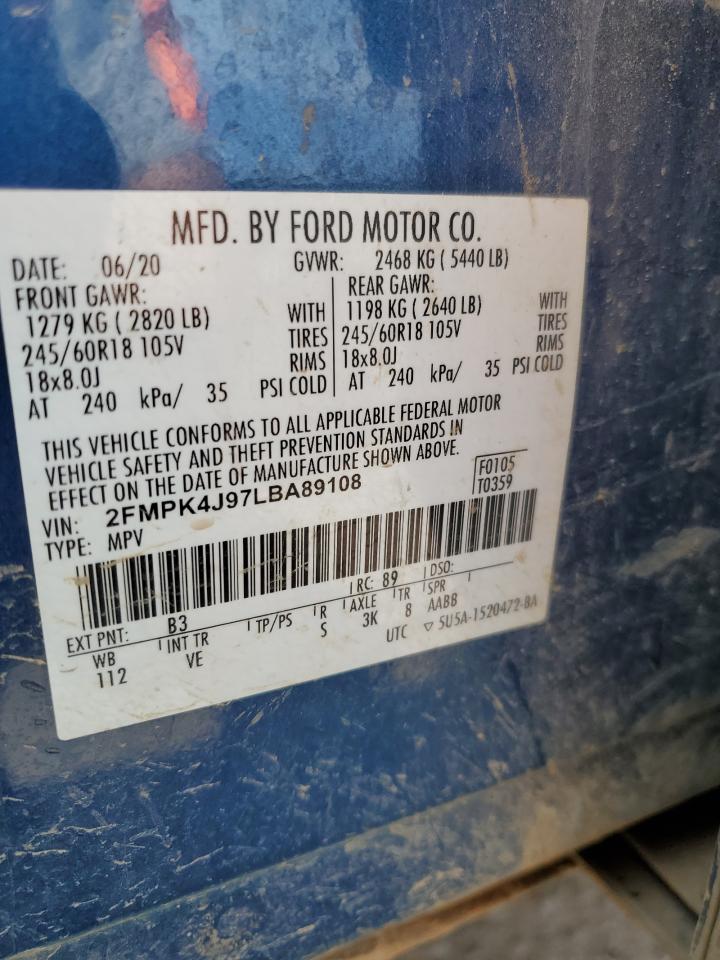 MFD. BY FORD MOTOR CO.
DATE: 06/20 GVWR: 2468 KG ( 5440 LB)
FRONT GAWR: REAR GAWR:
1279 KG ( 2820 LB) WITH 1198 KG ( 2640 LB) WITH
245/60R18 105V TIRES 245/60R18 105V TIRES
18x8.0J RIMS 18x8.0J RIMS
AT 240 kPa/ 35 PSI COLD AT 240 kPa/ 35 PSI COLD
THIS VEHICLE CONFORMS TO ALL APPLICABLE FEDERAL MOTOR
VEHICLE SAFETY AND THEFT PREVENTION STANDARDS IN
EFFECT ON THE DATE OF MANUFACTURE SHOWN ABOVE.
VIN: 2FMPK4J97LBA89108 F0105
TYPE: MPV T0359
EXT PNT: B3 RC: 89 DSO:
WB INT TR TP/PS R AXLE TR SPR
112 VE S 3K 8 AABB
UTC ▽ 5U5A-1520472-BA